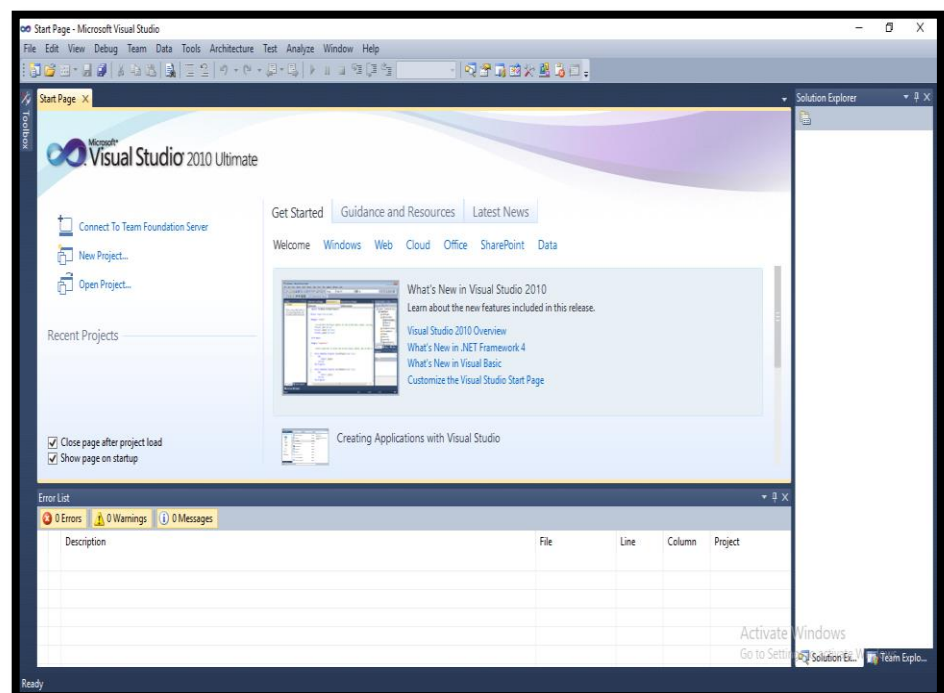 Start Page - Microsoft Visual Studio
File Edit View Debug Team Data Tools Architecture Test Analyze Window Help
Toolbox
Start Page X
Solution Explorer
Microsoft
Visual Studio 2010 Ultimate
Connect To Team Foundation Server
New Project...
Open Project...
Recent Projects
Close page after project load
Show page on startup
Get Started Guidance and Resources Latest News
Welcome Windows Web Cloud Office SharePoint Data
What's New in Visual Studio 2010
Learn about the new features included in this release.
Visual Studio 2010 Overview
What's New in .NET Framework 4
What's New in Visual Basic
Customize the Visual Studio Start Page
Creating Applications with Visual Studio
Error List
0 Errors 0 Warnings 0 Messages
Description File Line Column Project
Activate Windows
Go to Settin
Solution Ex... Team Explo...
Ready